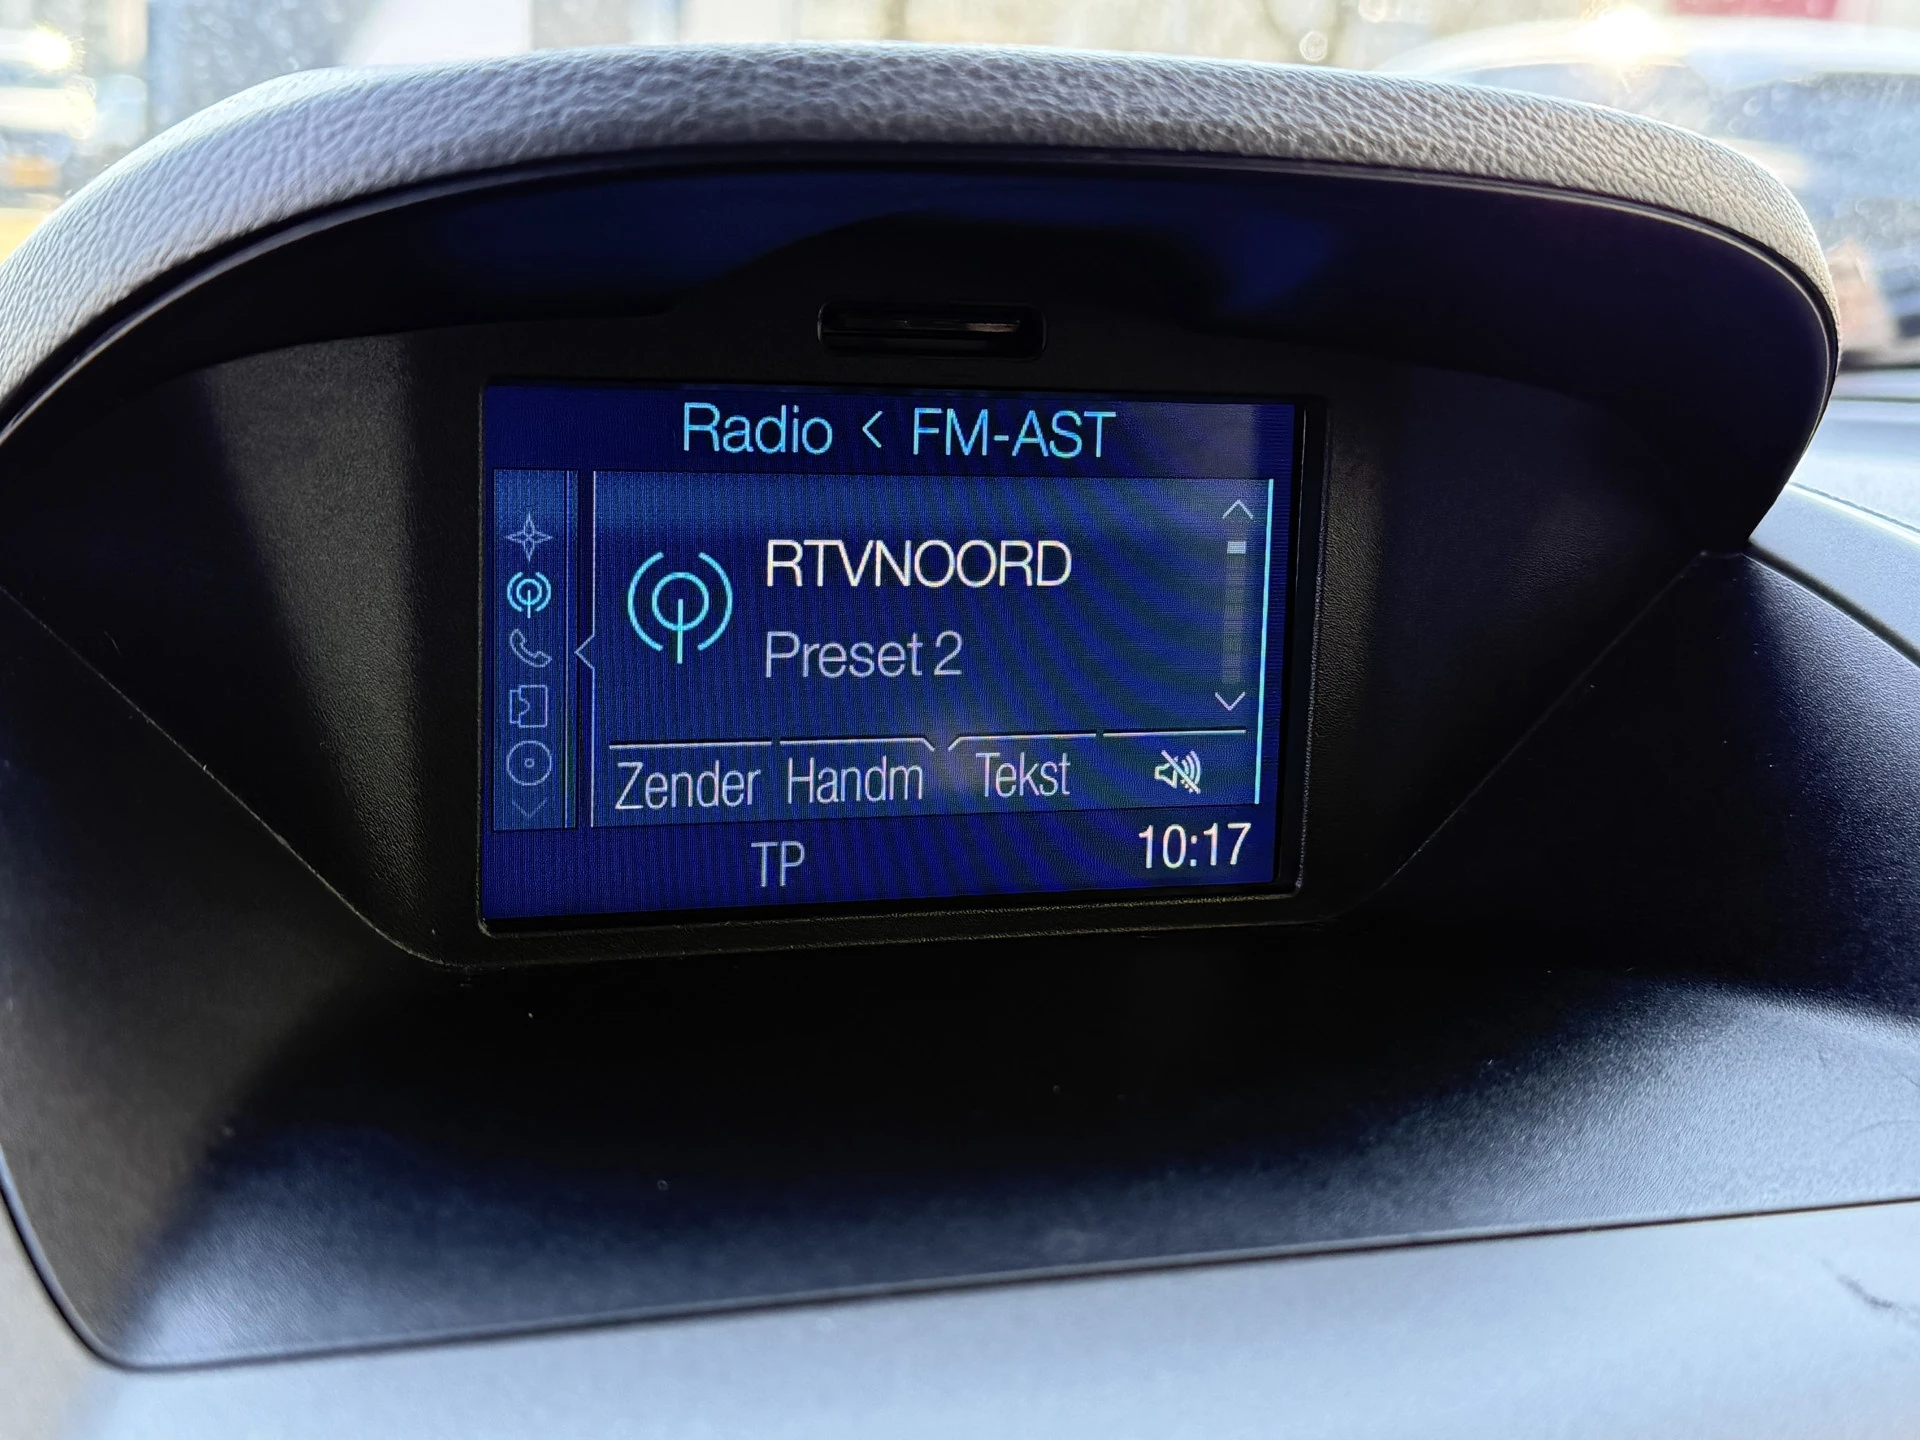 Radio < FM-AST
RTVNOORD
Preset 2
Zender Handm Tekst
TP 10:17